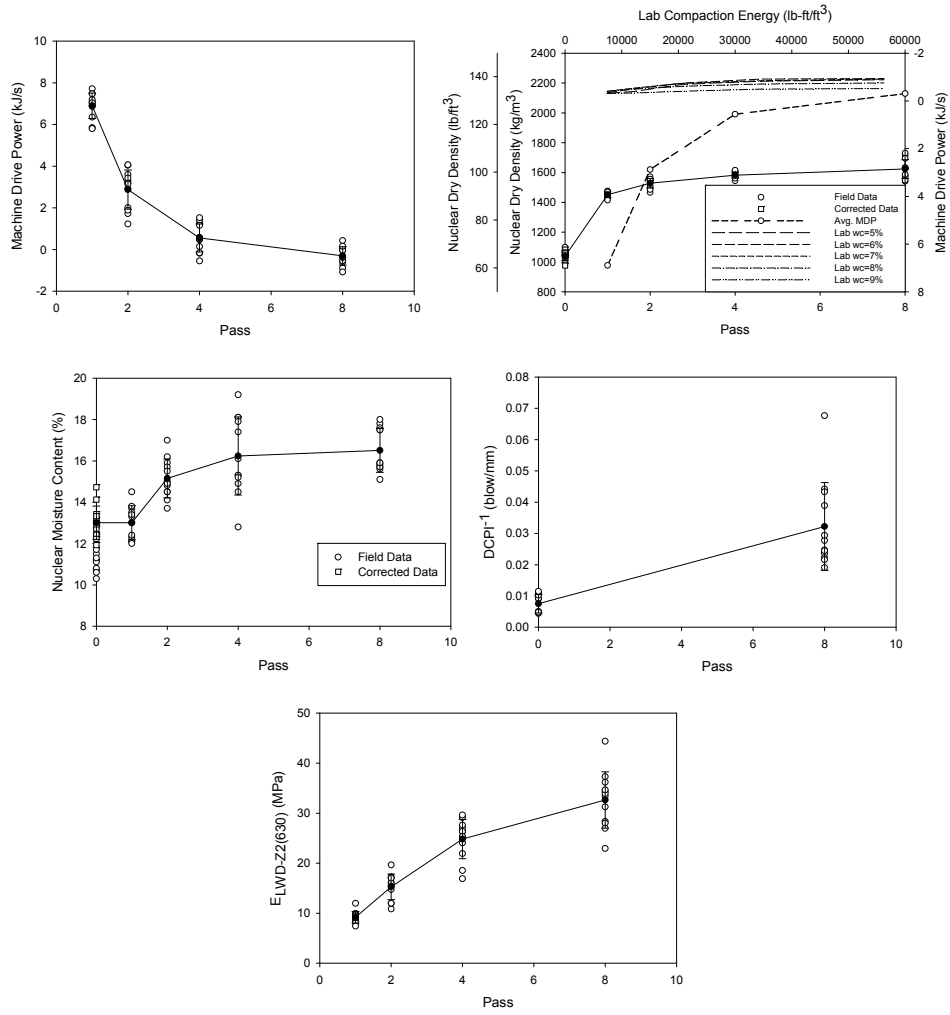 Machine Drive Power (kJ/s)
10
8
6
4
2
0
-2
0 2 4 6 8 10
Pass
Lab Compaction Energy (lb-ft/ft3)
0 10000 20000 30000 40000 50000 60000
Nuclear Dry Density (lb/ft3)
140
120
100
80
60
Nuclear Dry Density (kg/m3)
2400
2200
2000
1800
1600
1400
1200
1000
800
Machine Drive Power (kJ/s)
-2
0
2
4
6
8
Field Data
Corrected Data
Avg. MDP
Lab wc=5%
Lab wc=6%
Lab wc=7%
Lab wc=8%
Lab wc=9%
0 2 4 6 8
Pass
Nuclear Moisture Content (%)
20
18
16
14
12
10
8
Field Data
Corrected Data
0 2 4 6 8 10
Pass
DCPI-1 (blow/mm)
0.08
0.07
0.06
0.05
0.04
0.03
0.02
0.01
0.00
0 2 4 6 8 10
Pass
ELWD-Z2(630) (MPa)
50
40
30
20
10
0
0 2 4 6 8 10
Pass